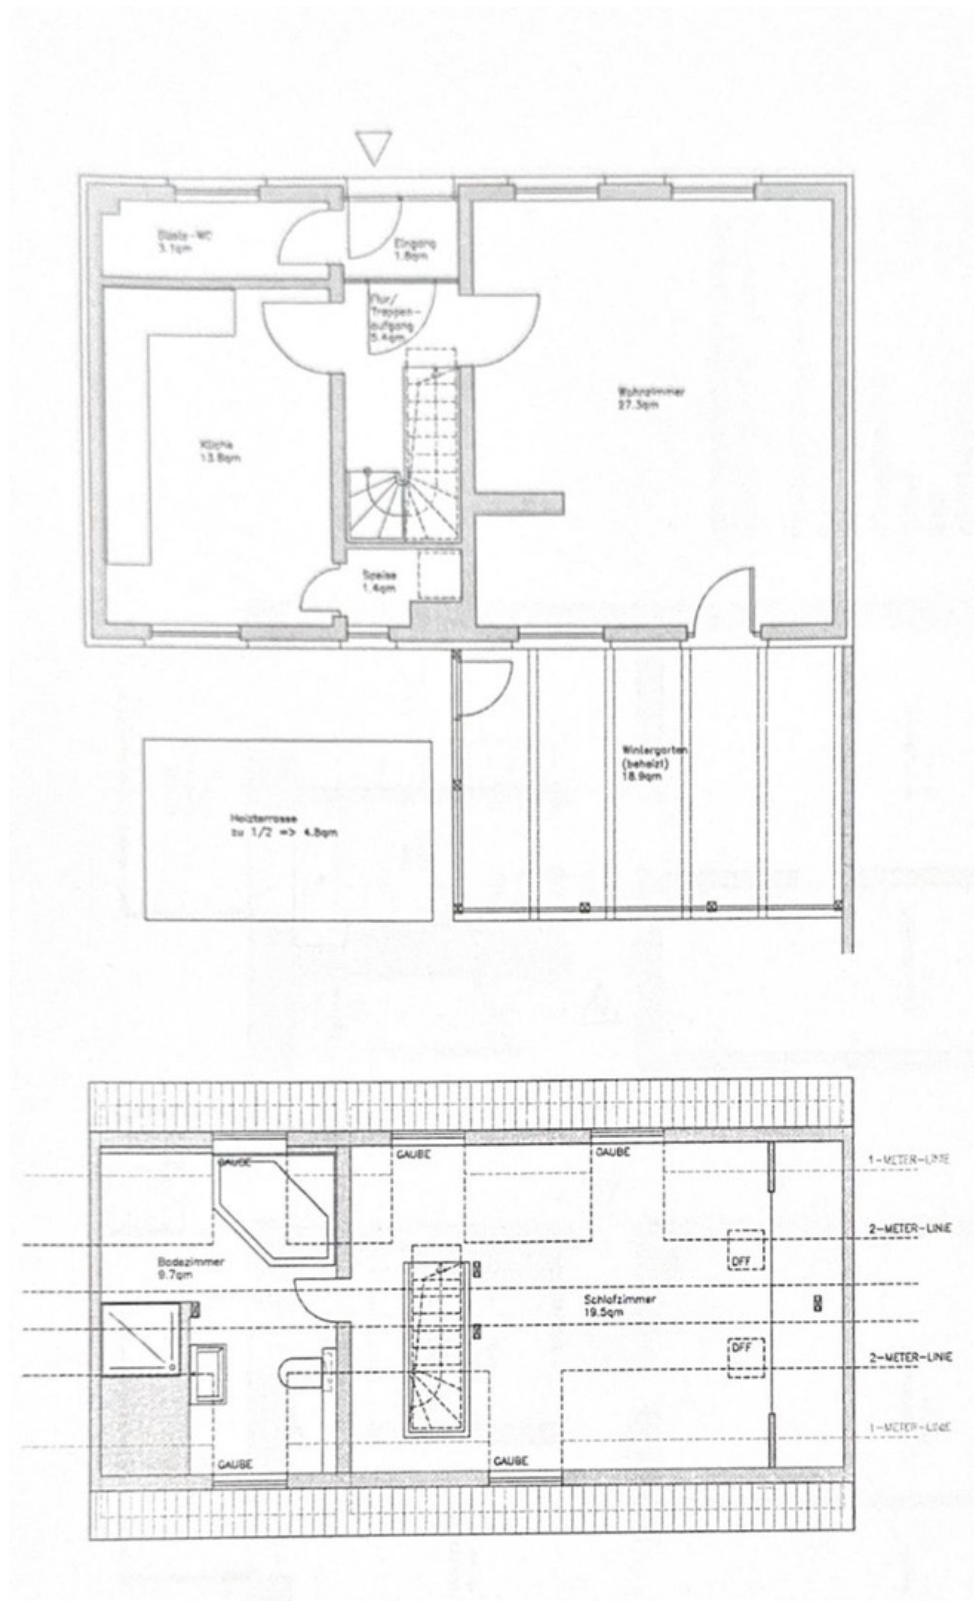 Gäste-WC
3.1qm
Eingang
1.8qm
Flur/
Treppen-
aufgang
5.4qm
Wohnzimmer
27.3qm
Küche
13.8qm
Speise
1.4qm
Wintergarten
(beheizt)
18.9qm
Holzterrasse
zu 1/2 => 4.8qm
GAUBE
GAUBE
GAUBE
1-METER-LINIE
2-METER-LINIE
DFF
Badezimmer
9.7qm
Schlafzimmer
19.5qm
DFF
2-METER-LINIE
1-METER-LINIE
GAUBE
GAUBE